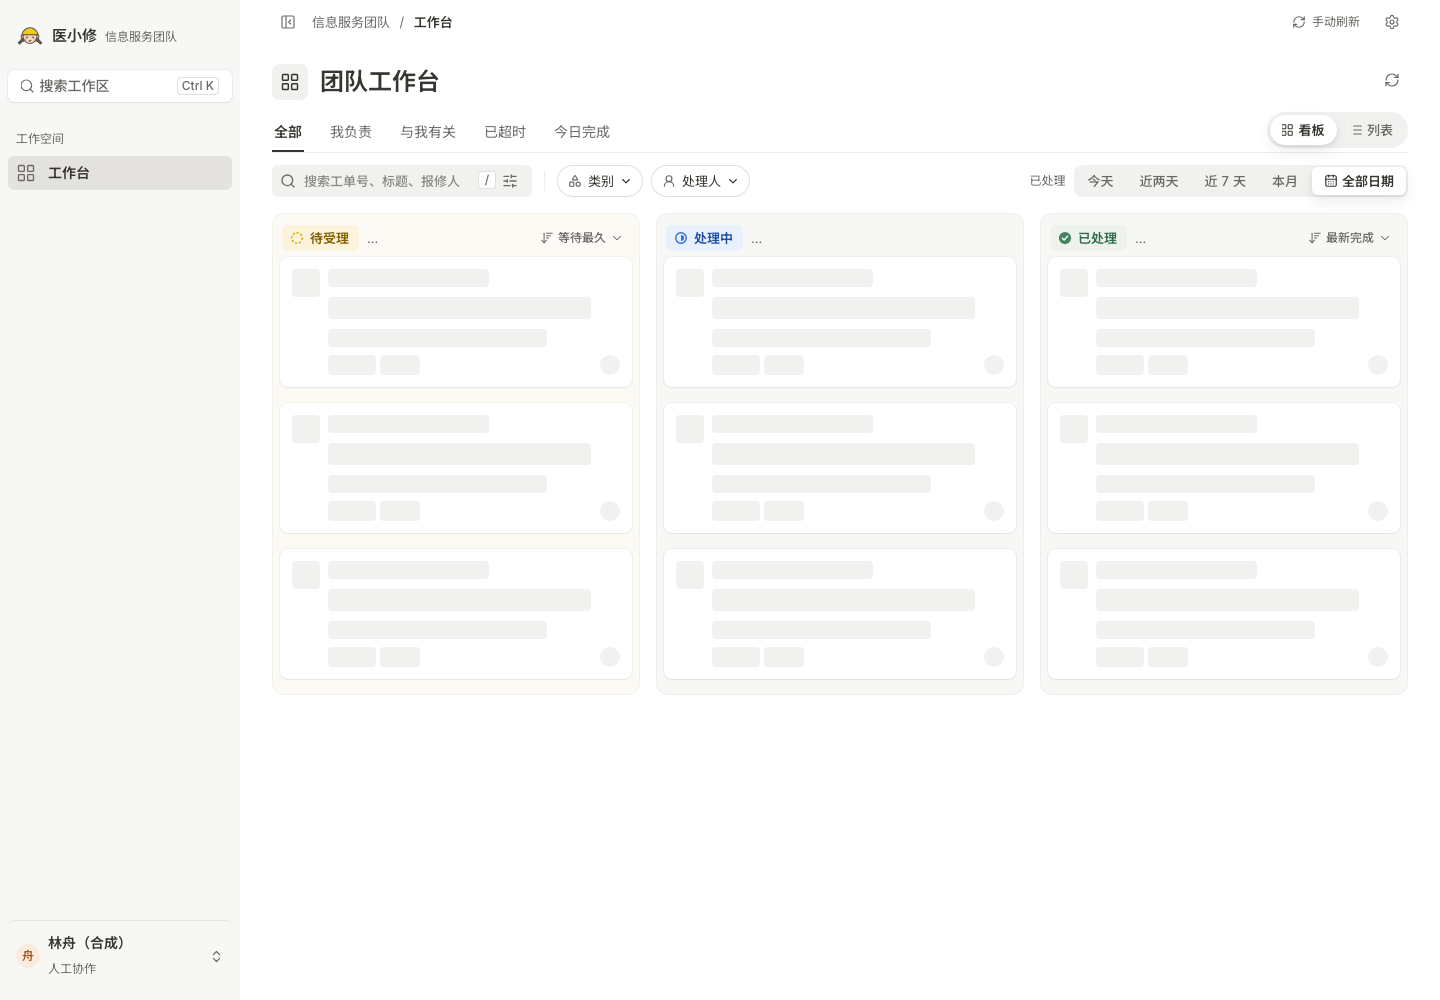 医小修 信息服务团队
搜索工作区 Ctrl K
工作空间
工作台
信息服务团队 / 工作台
手动刷新
团队工作台
全部 我负责 与我有关 已超时 今日完成
看板 列表
搜索工单号、标题、报修人 /
类别 处理人
已处理 今天 近两天 近 7 天 本月 全部日期
待受理 ... 等待最久
处理中 ...
已处理 ... 最新完成
舟 林舟（合成）
人工协作